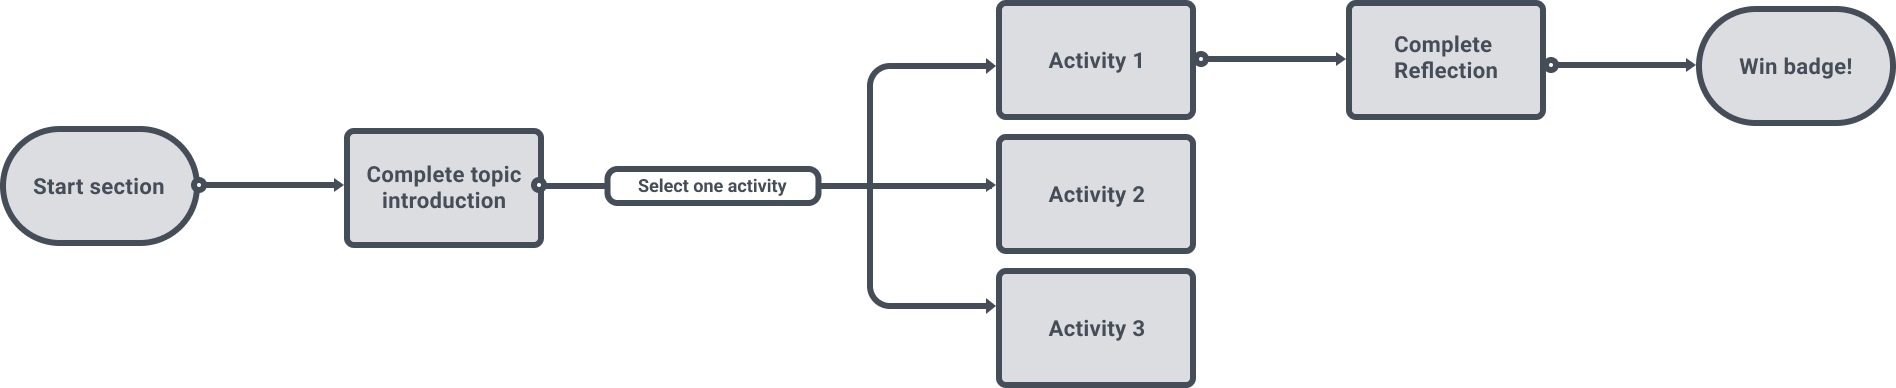 Start section
Complete topic
introduction
Select one activity
Activity 1
Activity 2
Activity 3
Complete
Reflection
Win badge!